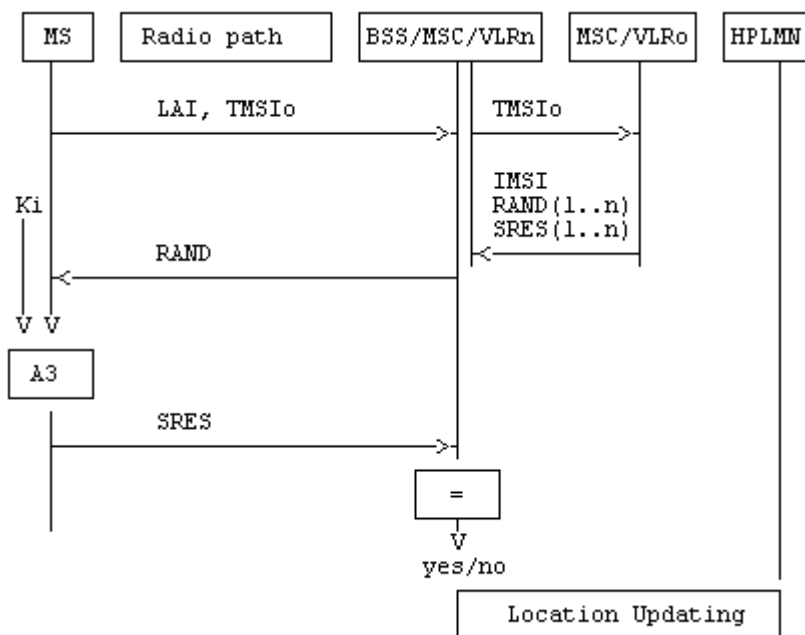 MS
Radio path
BSS/MSC/VLRn
MSC/VLRo
HPLMN
LAI, TMSIo
TMSIo
IMSI
RAND(1..n)
SRES(1..n)
Ki
RAND
V V
A3
SRES
=
V
yes/no
Location Updating